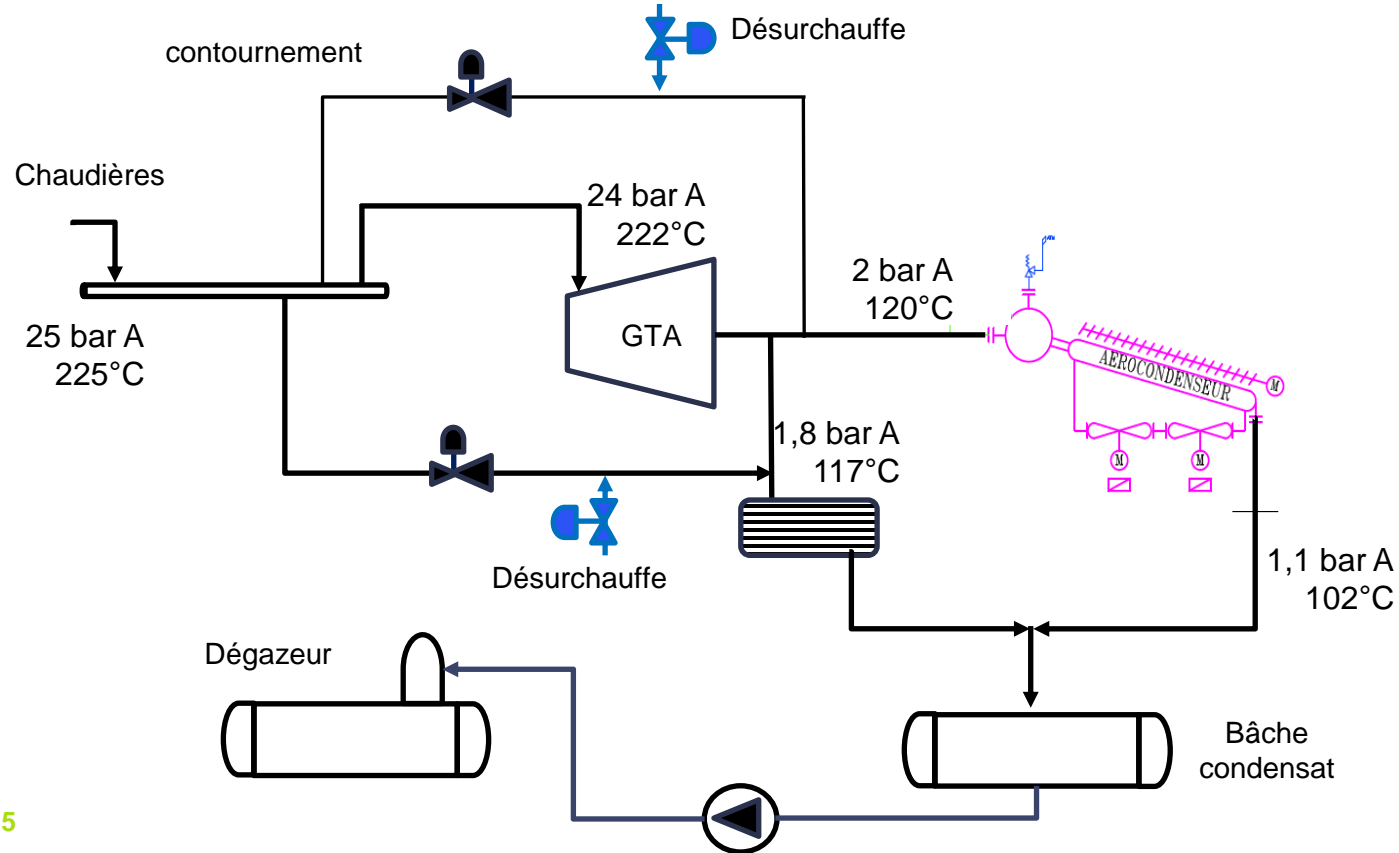 Désurchauffe
contournement
Chaudières
24 bar A
222°C
2 bar A
120°C
25 bar A
225°C
GTA
AEROCONDENSEUR
M
1,8 bar A
117°C
M
M
Désurchauffe
1,1 bar A
102°C
Dégazeur
Bâche
condensat
5